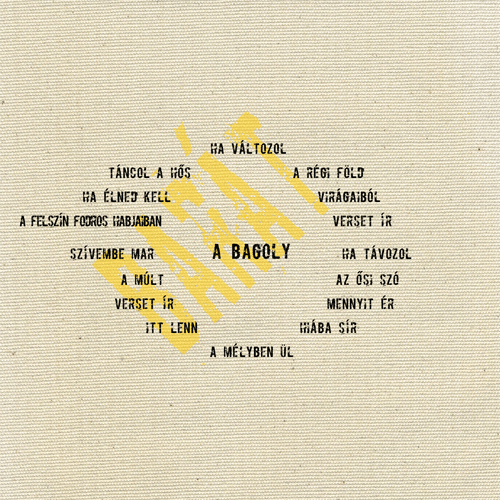 HA VÁLTOZOL
TÁNCOL A HŐS
A RÉGI FÖLD
HA ÉLNED KELL
VIRÁGAIBÓL
A FELSZÍN FODROS HABJAIBAN
VERSET ÍR
SZÍVEMBE MAR
A BAGOLY
HA TÁVOZOL
A MÚLT
AZ ŐSI SZÓ
VERSET ÍR
MENNYIT ÉR
ITT LENN
HIÁBA SÍR
A MÉLYBEN ÜL